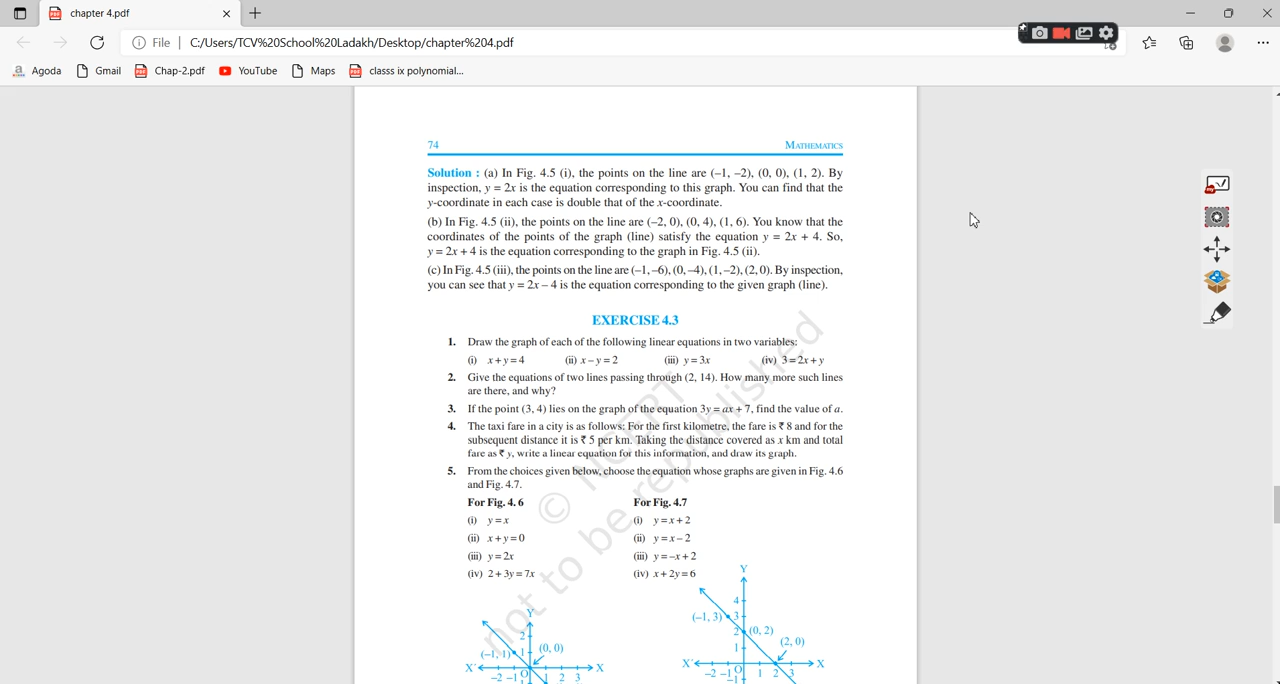 chapter 4.pdf
File | C:/Users/TCV%20School%20Ladakh/Desktop/chapter%204.pdf
Agoda Gmail Chap-2.pdf YouTube Maps classs ix polynomial...
74 MATHEMATICS
Solution : (a) In Fig. 4.5 (i), the points on the line are (–1, –2), (0, 0), (1, 2). By
inspection, y = 2x is the equation corresponding to this graph. You can find that the
y-coordinate in each case is double that of the x-coordinate.
(b) In Fig. 4.5 (ii), the points on the line are (–2, 0), (0, 4), (1, 6). You know that the
coordinates of the points of the graph (line) satisfy the equation y = 2x + 4. So,
y = 2x + 4 is the equation corresponding to the graph in Fig. 4.5 (ii).
(c) In Fig. 4.5 (iii), the points on the line are (–1, –6), (0, –4), (1, –2), (2, 0). By inspection,
you can see that y = 2x – 4 is the equation corresponding to the given graph (line).
EXERCISE 4.3
1. Draw the graph of each of the following linear equations in two variables:
(i) x + y = 4 (ii) x – y = 2 (iii) y = 3x (iv) 3 = 2x + y
2. Give the equations of two lines passing through (2, 14). How many more such lines
are there, and why?
3. If the point (3, 4) lies on the graph of the equation 3y = ax + 7, find the value of a.
4. The taxi fare in a city is as follows: For the first kilometre, the fare is ₹ 8 and for the
subsequent distance it is ₹ 5 per km. Taking the distance covered as x km and total
fare as ₹ y, write a linear equation for this information, and draw its graph.
5. From the choices given below, choose the equation whose graphs are given in Fig. 4.6
and Fig. 4.7.
For Fig. 4. 6 For Fig. 4.7
(i) y = x (i) y = x + 2
(ii) x + y = 0 (ii) y = x – 2
(iii) y = 2x (iii) y = –x + 2
(iv) 2 + 3y = 7x (iv) x + 2y = 6
© NCERT
not to be republished
Y
4
(–1, 3) 3
2 (0, 2)
1 (2, 0)
X' X
–2 –1 O 1 2 3
–1
Y
2
(–1, 1) 1 (0, 0)
X' X
–2 –1 O 1 2 3